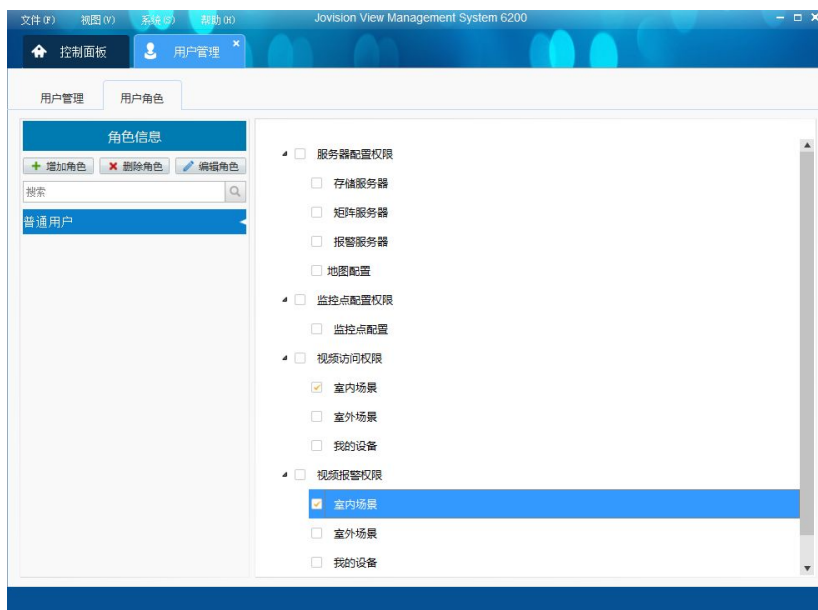 文件(F) 视图(V) 系统(S) 帮助(H) Jovision View Management System 6200
控制面板 用户管理
用户管理 用户角色
角色信息
增加角色 删除角色 编辑角色
搜索
普通用户
服务器配置权限
存储服务器
矩阵服务器
报警服务器
地图配置
监控点配置权限
监控点配置
视频访问权限
室内场景
室外场景
我的设备
视频报警权限
室内场景
室外场景
我的设备